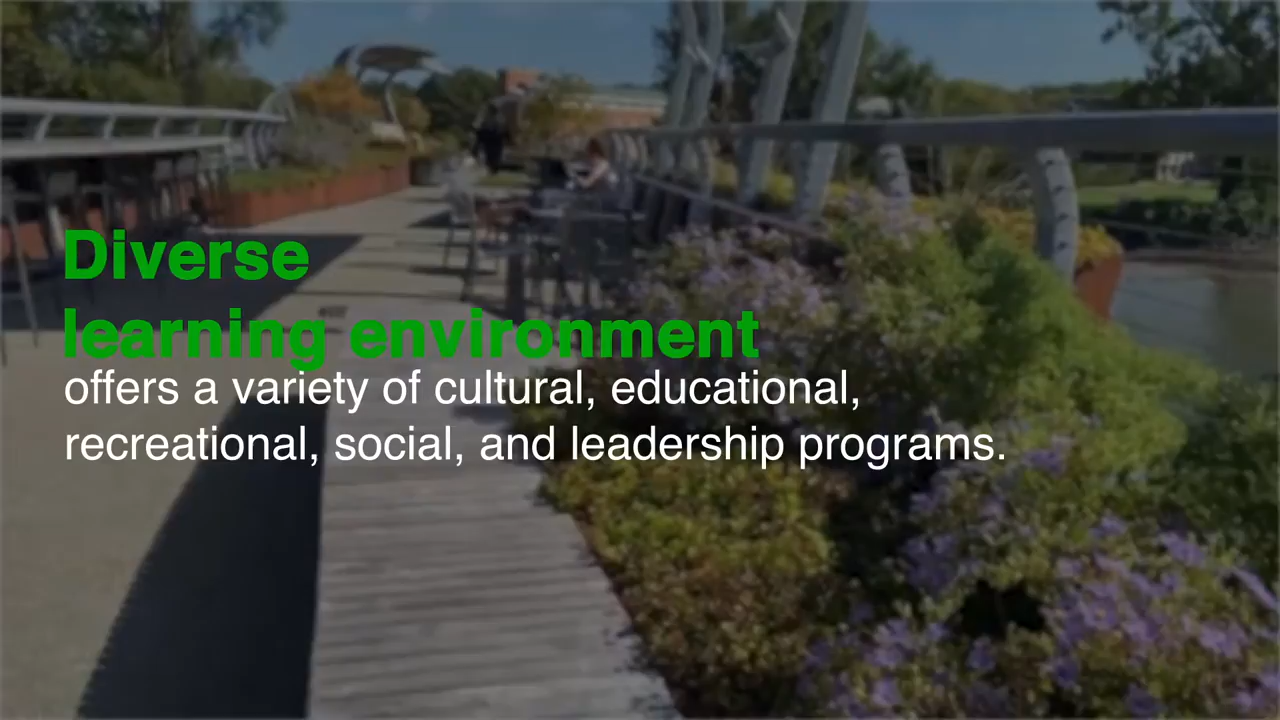 Diverse
learning environment
offers a variety of cultural, educational,
recreational, social, and leadership programs.